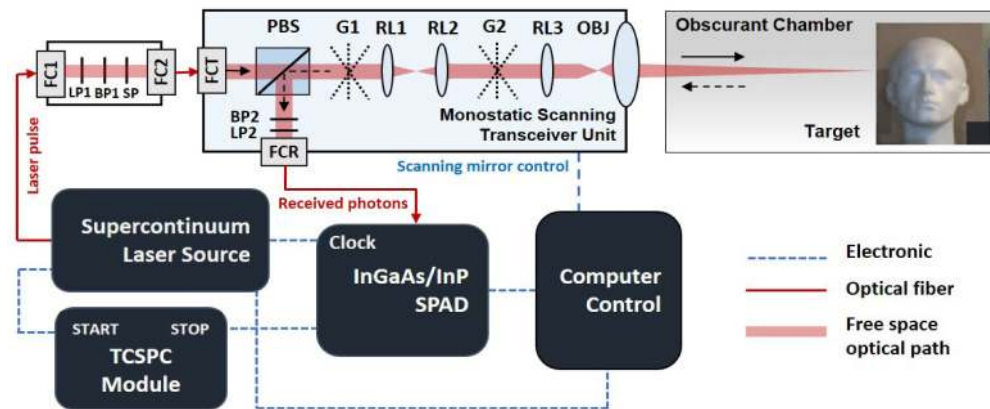 PBS G1 RL1 RL2 G2 RL3 OBJ
Obscurant Chamber
FC1
LP1 BP1 SP
FC2
FCT
BP2
LP2
FCR
Monostatic Scanning
Transceiver Unit
Target
Laser pulse
Scanning mirror control
Received photons
Supercontinuum
Laser Source
Clock
InGaAs/InP
SPAD
Computer
Control
START STOP
TCSPC
Module
Electronic
Optical fiber
Free space
optical path